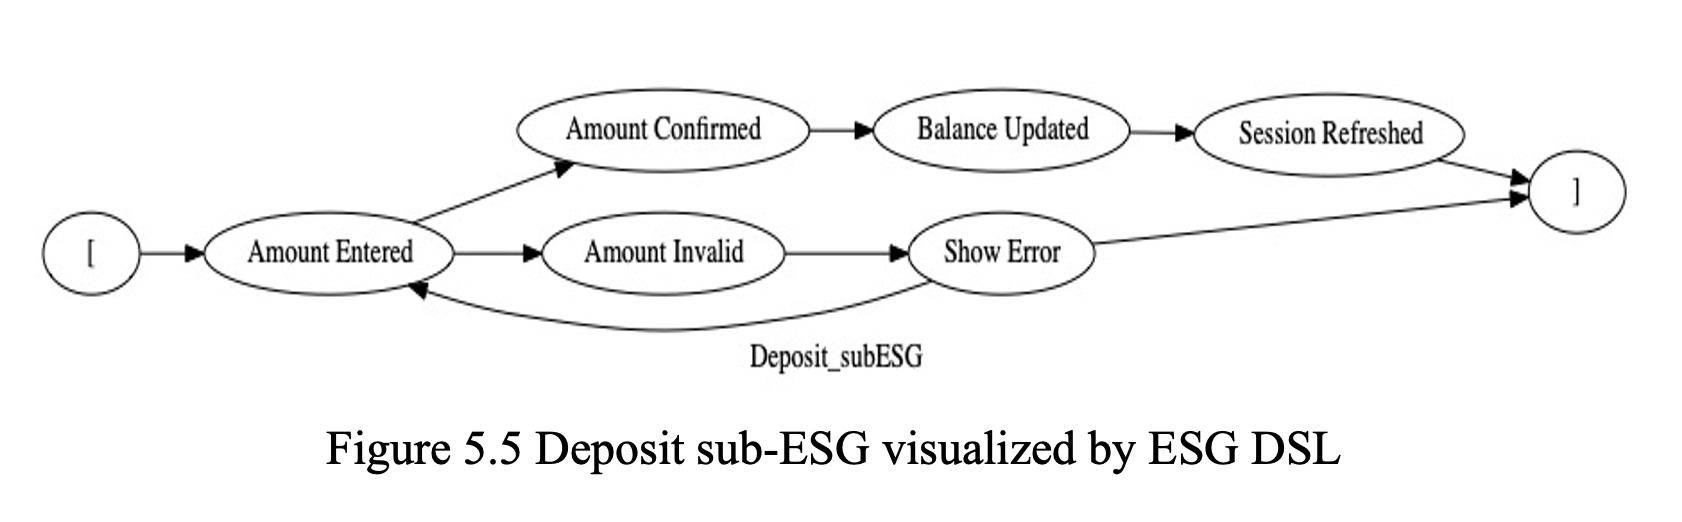 Amount Confirmed
Balance Updated
Session Refreshed
]
[
Amount Entered
Amount Invalid
Show Error
Deposit_subESG
Figure 5.5 Deposit sub-ESG visualized by ESG DSL